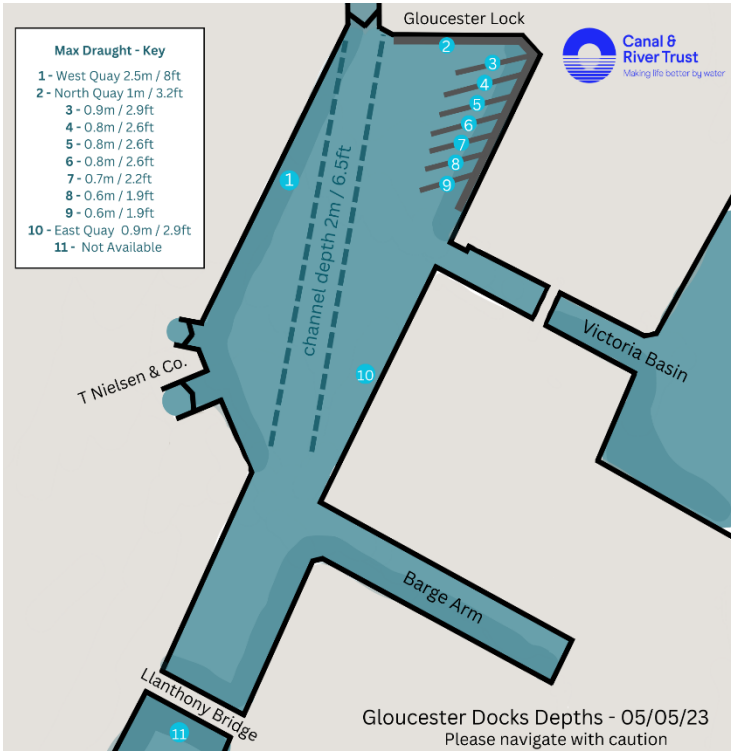 Gloucester Lock
Max Draught - Key
1 - West Quay 2.5m / 8ft
2 - North Quay 1m / 3.2ft
3 - 0.9m / 2.9ft
4 - 0.8m / 2.6ft
5 - 0.8m / 2.6ft
6 - 0.8m / 2.6ft
7 - 0.7m / 2.2ft
8 - 0.6m / 1.9ft
9 - 0.6m / 1.9ft
10 - East Quay 0.9m / 2.9ft
11 - Not Available
Canal &
River Trust
Making life better by water
2
3
4
5
6
7
8
9
1
channel depth 2m / 6.5ft
10
Victoria Basin
T Nielsen & Co.
Barge Arm
Llanthony Bridge
11
Gloucester Docks Depths - 05/05/23
Please navigate with caution